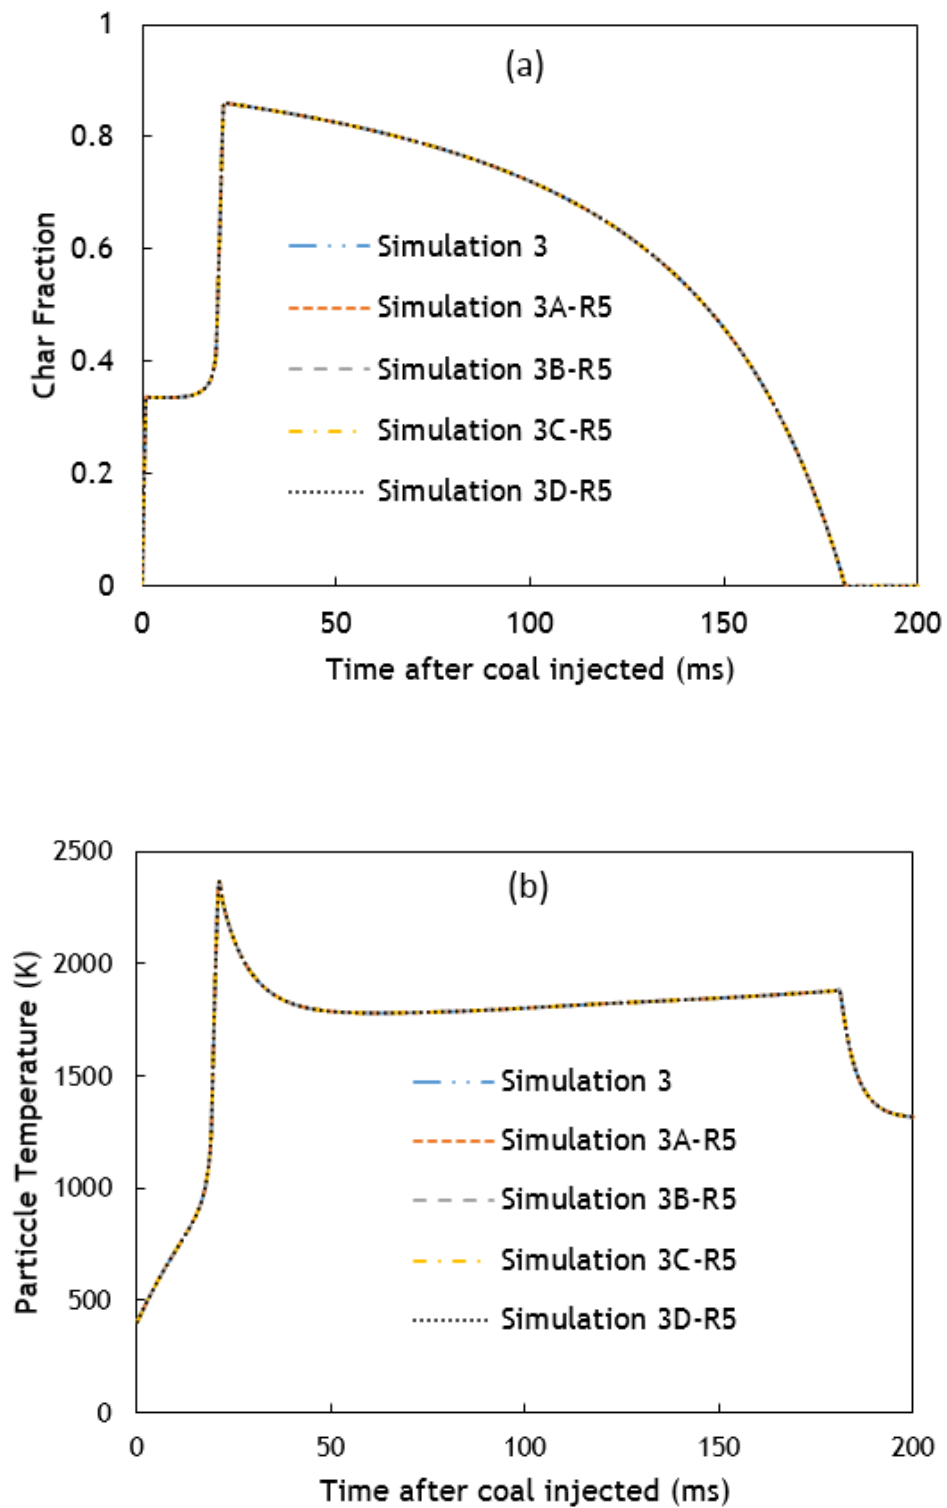 1
(a)
0.8
0.6
Char Fraction
Simulation 3
Simulation 3A-R5
0.4
Simulation 3B-R5
Simulation 3C-R5
0.2
Simulation 3D-R5
0
0 50 100 150 200
Time after coal injected (ms)
2500
(b)
2000
1500
Particcle Temperature (K)
Simulation 3
Simulation 3A-R5
1000
Simulation 3B-R5
Simulation 3C-R5
500
Simulation 3D-R5
0
0 50 100 150 200
Time after coal injected (ms)